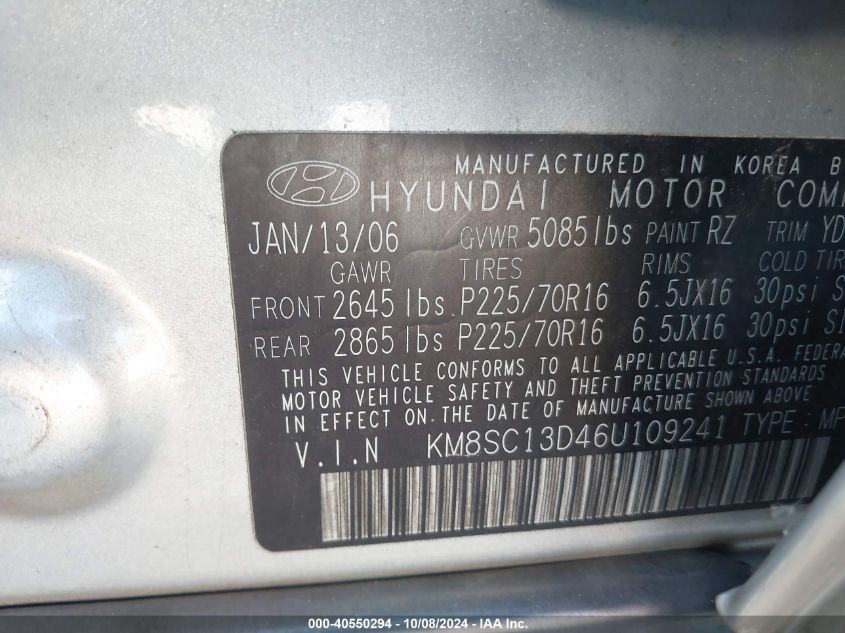 MANUFACTURED IN KOREA B
HYUNDAI MOTOR COMP
JAN/13/06 GVWR 5085lbs PAINT RZ TRIM YD
GAWR TIRES RIMS COLD TIR
FRONT 2645lbs P225/70R16 6.5JX16 30psi
REAR 2865lbs P225/70R16 6.5JX16 30psi
THIS VEHICLE CONFORMS TO ALL APPLICABLE U.S.A. FEDERA
MOTOR VEHICLE SAFETY AND THEFT PREVENTION STANDARDS
IN EFFECT ON THE DATE OF MANUFACTURE SHOWN ABOVE
V.I.N KM8SC13D46U109241 TYPE: MP
000-40550294 - 10/08/2024 - IAA Inc.